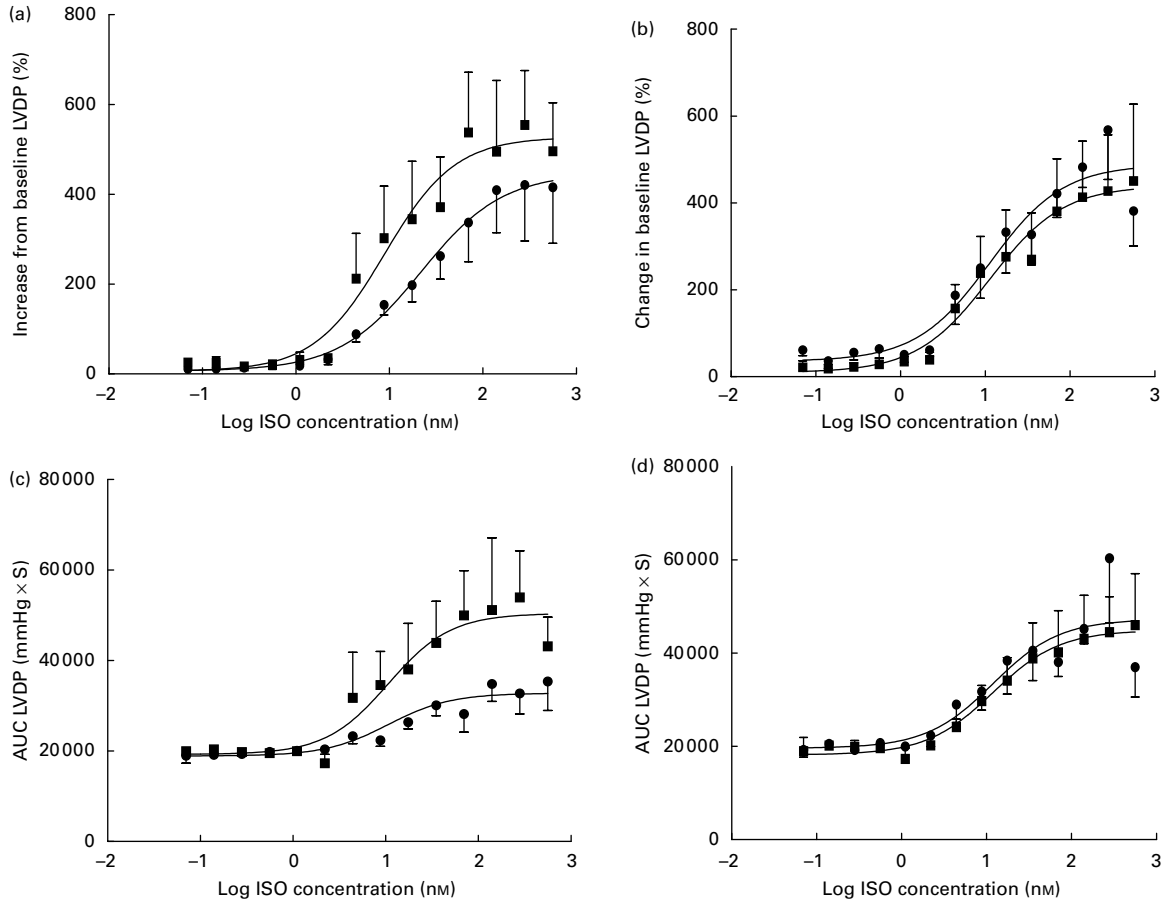 (a)
800
600
400
200
0
Increase from baseline LVDP (%)
–2 –1 0 1 2 3
Log ISO concentration (nM)
(b)
800
600
400
200
0
Change in baseline LVDP (%)
–2 –1 0 1 2 3
Log ISO concentration (nM)
(c)
80000
60000
40000
20000
0
AUC LVDP (mmHg × S)
–2 –1 0 1 2 3
Log ISO concentration (nM)
(d)
80000
60000
40000
20000
0
AUC LVDP (mmHg × S)
–2 –1 0 1 2 3
Log ISO concentration (nM)